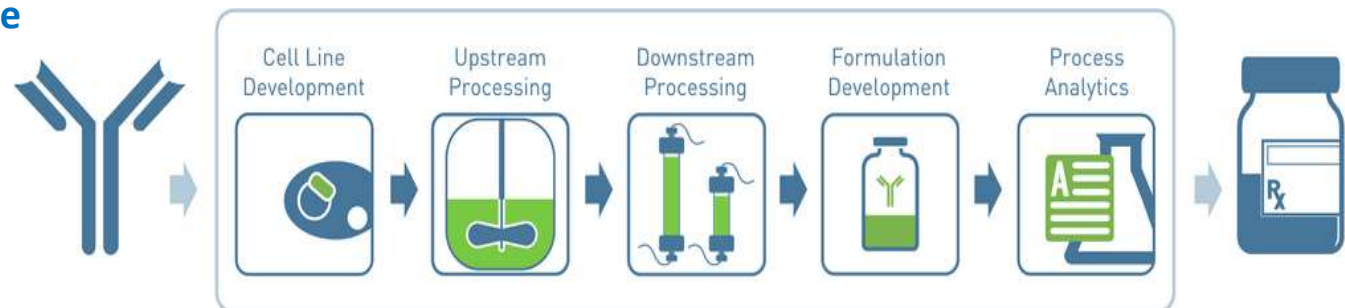 e
Cell Line
Development
Upstream
Processing
Downstream
Processing
Formulation
Development
Process
Analytics
A
Rx